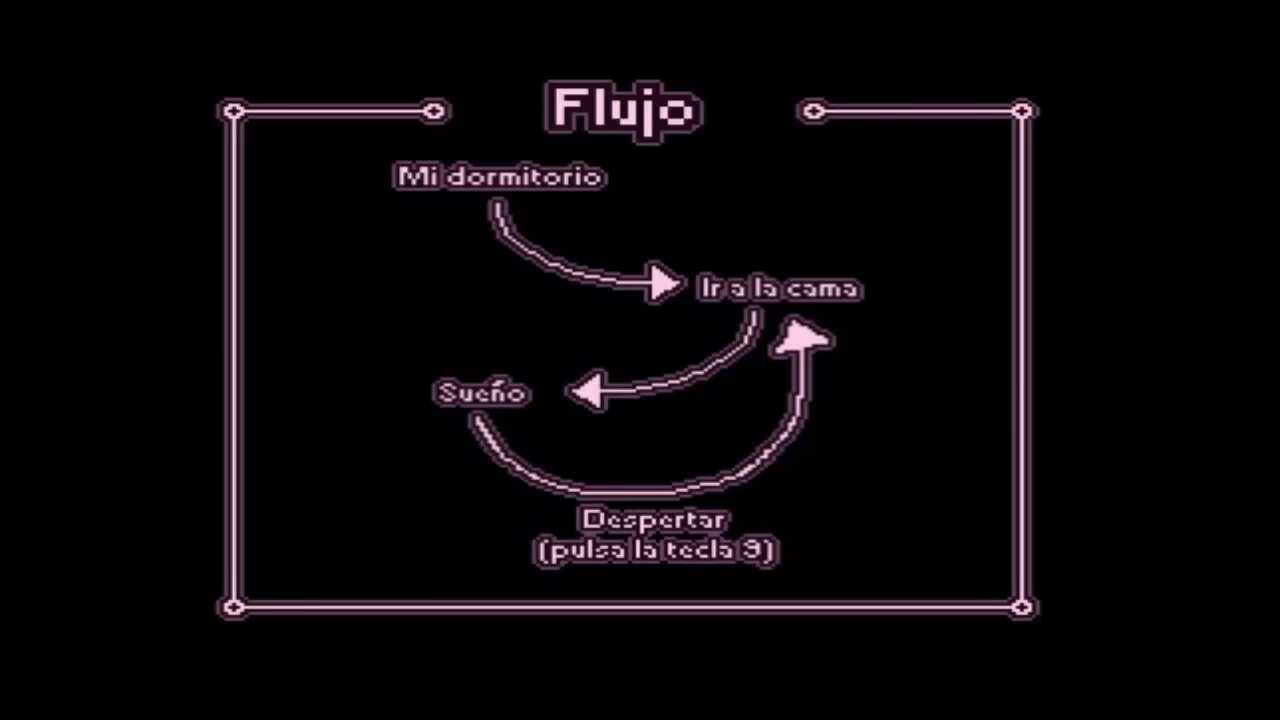 Flujo
Mi dormitorio
Ir a la cama
Sueño
Despertar
(pulsa la tecla 9)